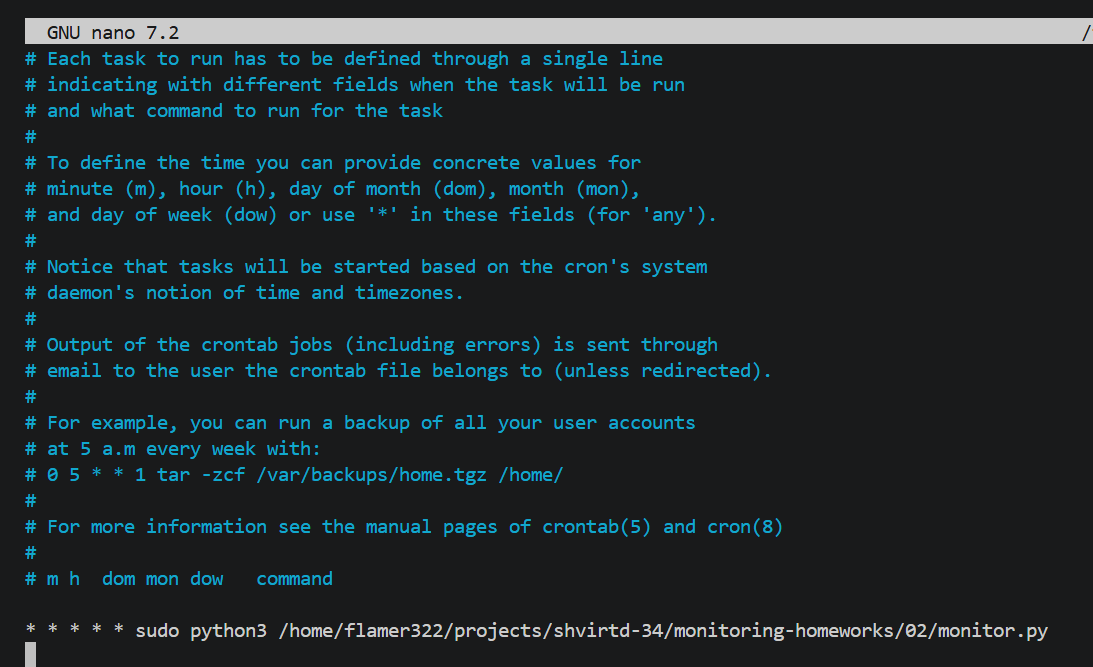 GNU nano 7.2 /
# Each task to run has to be defined through a single line
# indicating with different fields when the task will be run
# and what command to run for the task
#
# To define the time you can provide concrete values for
# minute (m), hour (h), day of month (dom), month (mon),
# and day of week (dow) or use '*' in these fields (for 'any').
#
# Notice that tasks will be started based on the cron's system
# daemon's notion of time and timezones.
#
# Output of the crontab jobs (including errors) is sent through
# email to the user the crontab file belongs to (unless redirected).
#
# For example, you can run a backup of all your user accounts
# at 5 a.m every week with:
# 0 5 * * 1 tar -zcf /var/backups/home.tgz /home/
#
# For more information see the manual pages of crontab(5) and cron(8)
#
# m h  dom mon dow   command
* * * * * sudo python3 /home/flamer322/projects/shvirtd-34/monitoring-homeworks/02/monitor.py